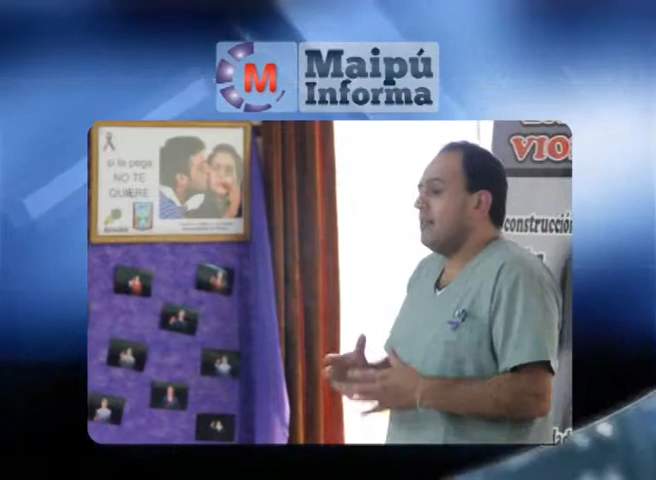 M
Maipú
Informa
si te pega
NO TE
QUIERE
VIO
construcción